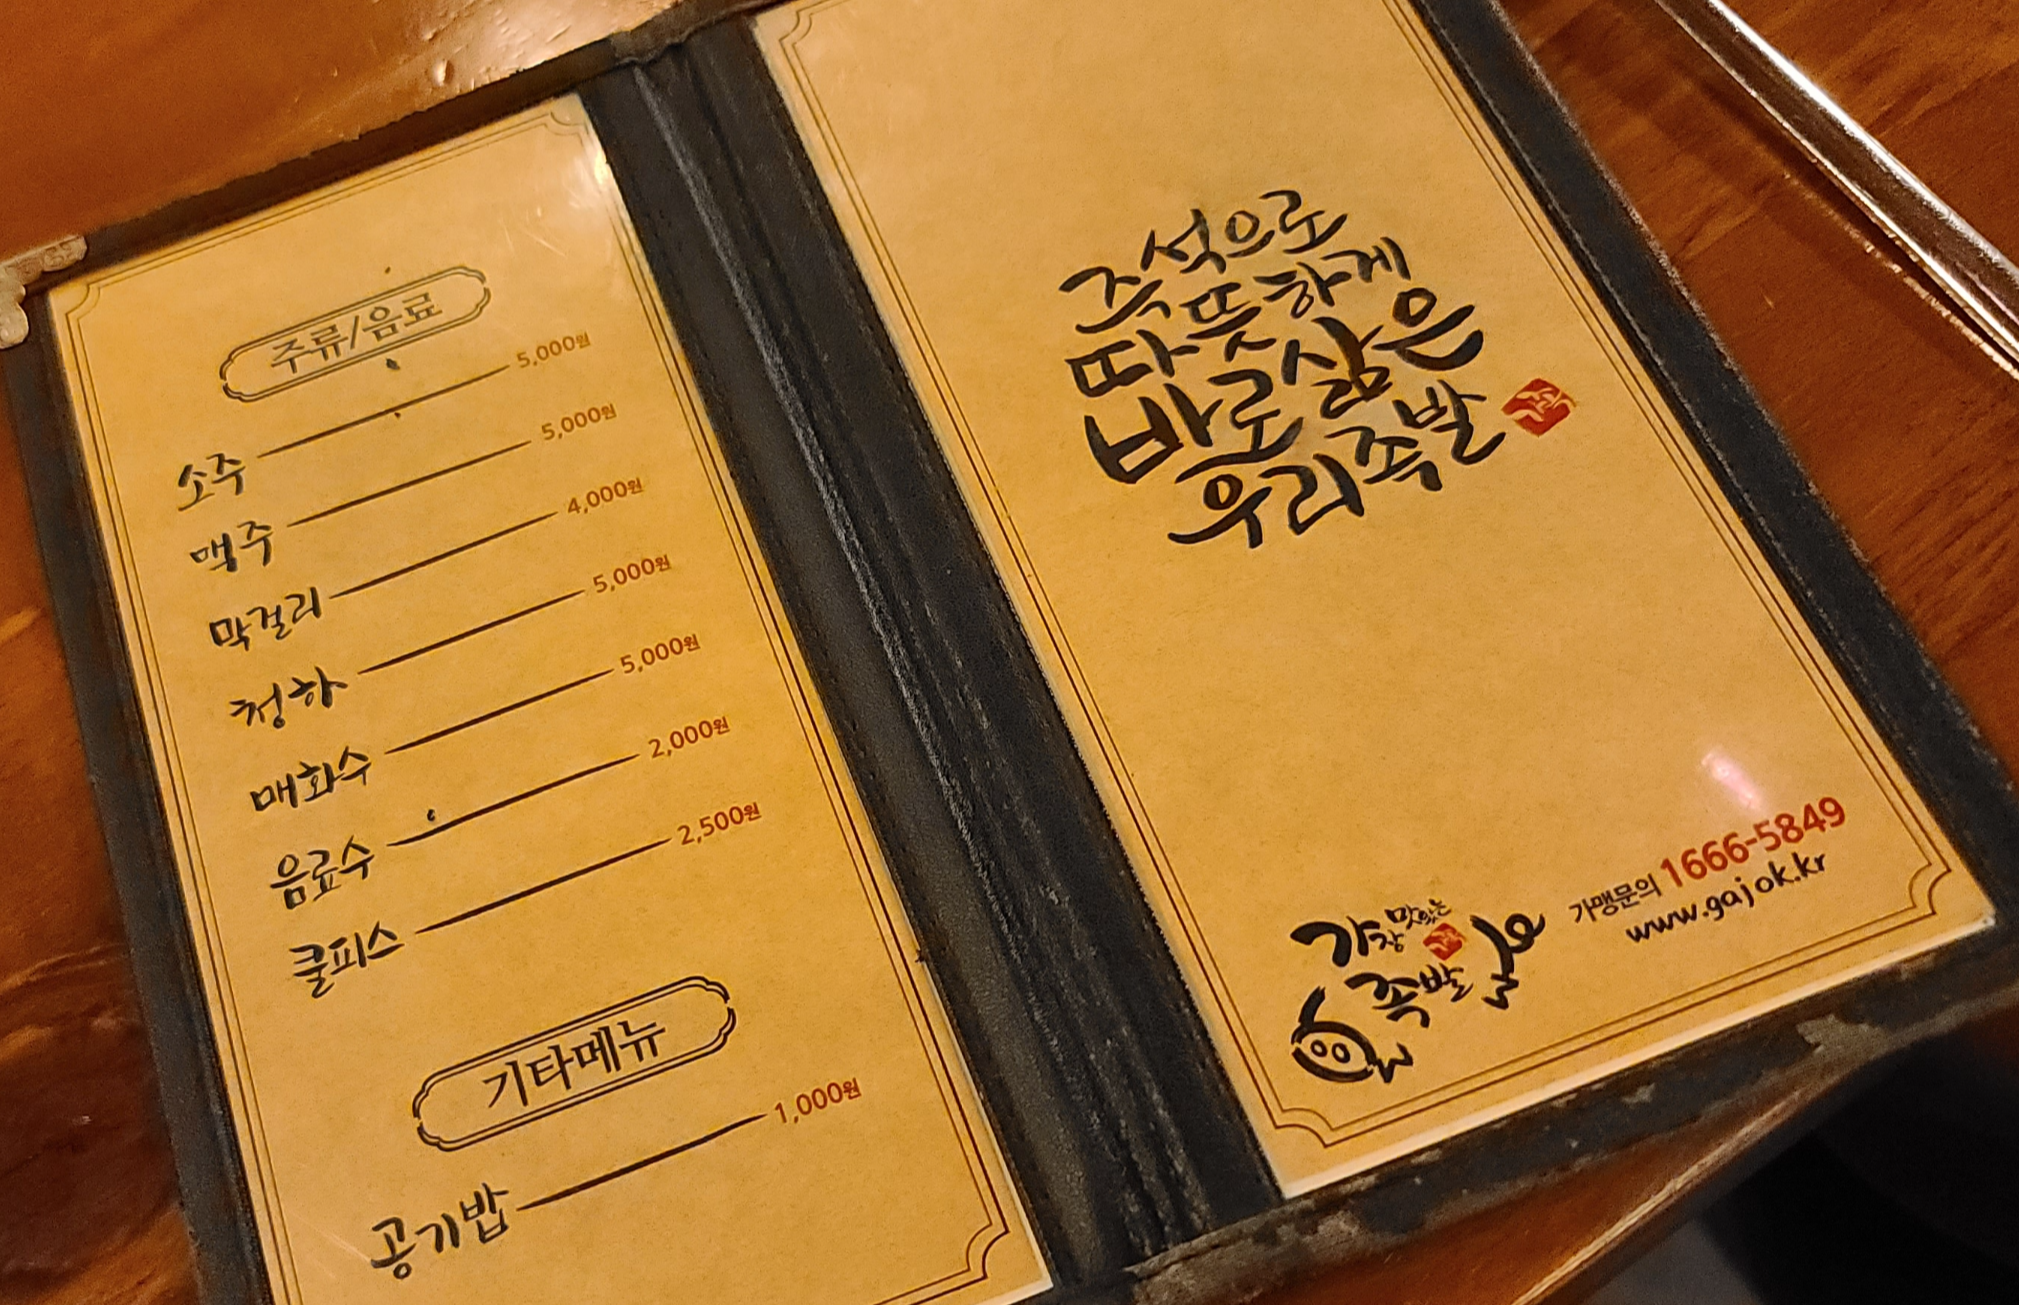 주류/음료
소주 5,000원
맥주 5,000원
막걸리 4,000원
청하 5,000원
매화수 5,000원
음료수 2,000원
쿨피스 2,500원
기타메뉴
공기밥 1,000원
즉석으로
따뜻하게
바로 삶은
우리족발
가장 맛있는
족발
가맹문의 1666-5849
www.gajok.kr